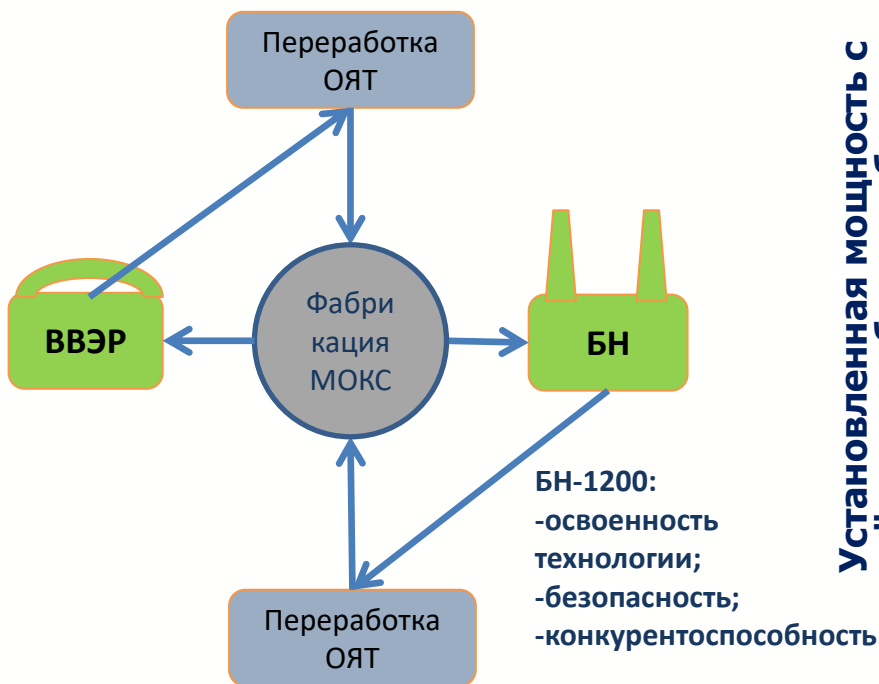 Переработка
ОЯТ
ВВЭР
Фабри
кация
МОКС
БН
БН-1200:
-освоенность
технологии;
-безопасность;
-конкурентоспособность
Переработка
ОЯТ
Установленная мощность с